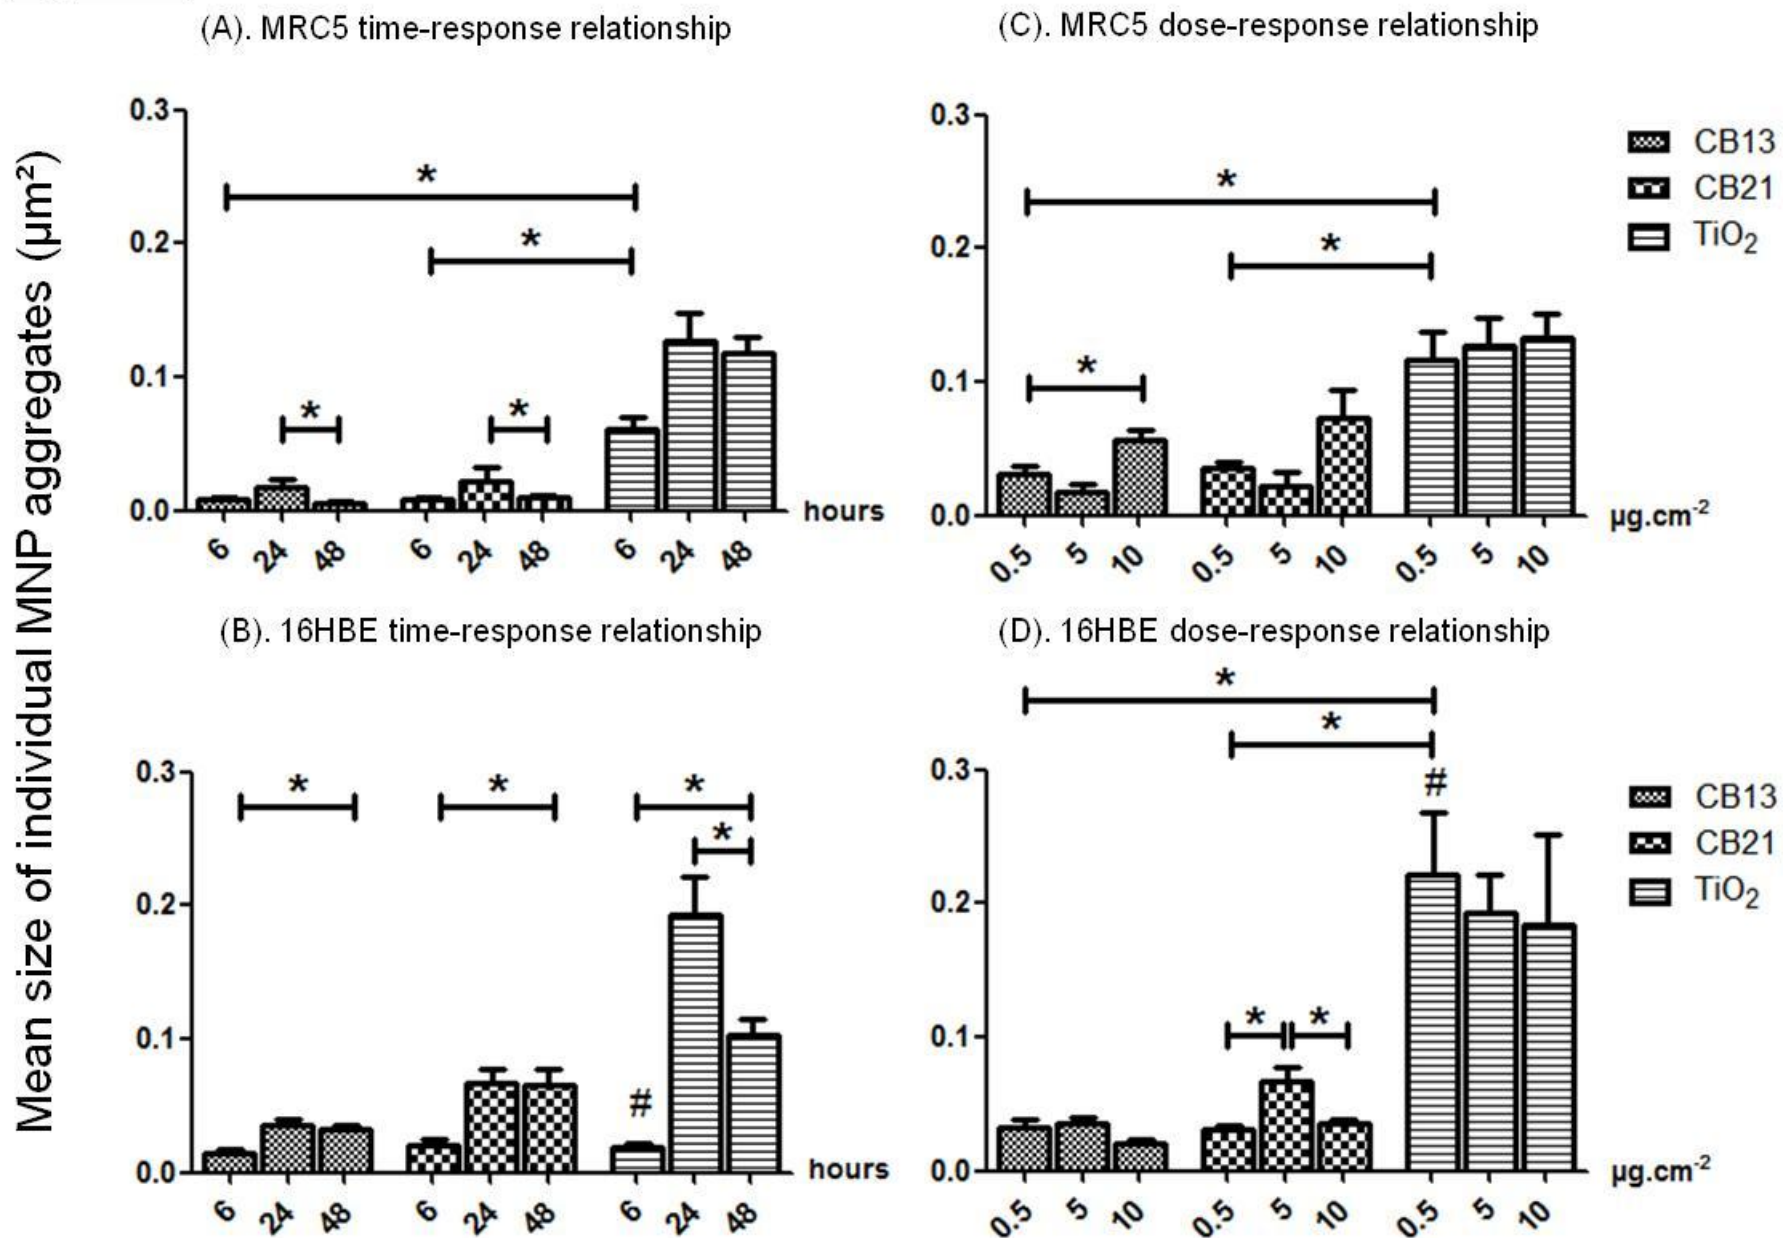 (A). MRC5 time-response relationship
(C). MRC5 dose-response relationship
Mean size of individual MNP aggregates (µm²)
0.3
0.2
0.1
0.0
*
*
*
*
6 24 48 6 24 48 6 24 48
hours
0.3
0.2
0.1
0.0
*
*
*
0.5 5 10 0.5 5 10 0.5 5 10
µg.cm-2
CB13
CB21
TiO2
(B). 16HBE time-response relationship
(D). 16HBE dose-response relationship
0.3
0.2
0.1
0.0
*
*
*
*
#
6 24 48 6 24 48 6 24 48
hours
*
*
#
0.3
0.2
0.1
0.0
* *
0.5 5 10 0.5 5 10 0.5 5 10
µg.cm-2
CB13
CB21
TiO2